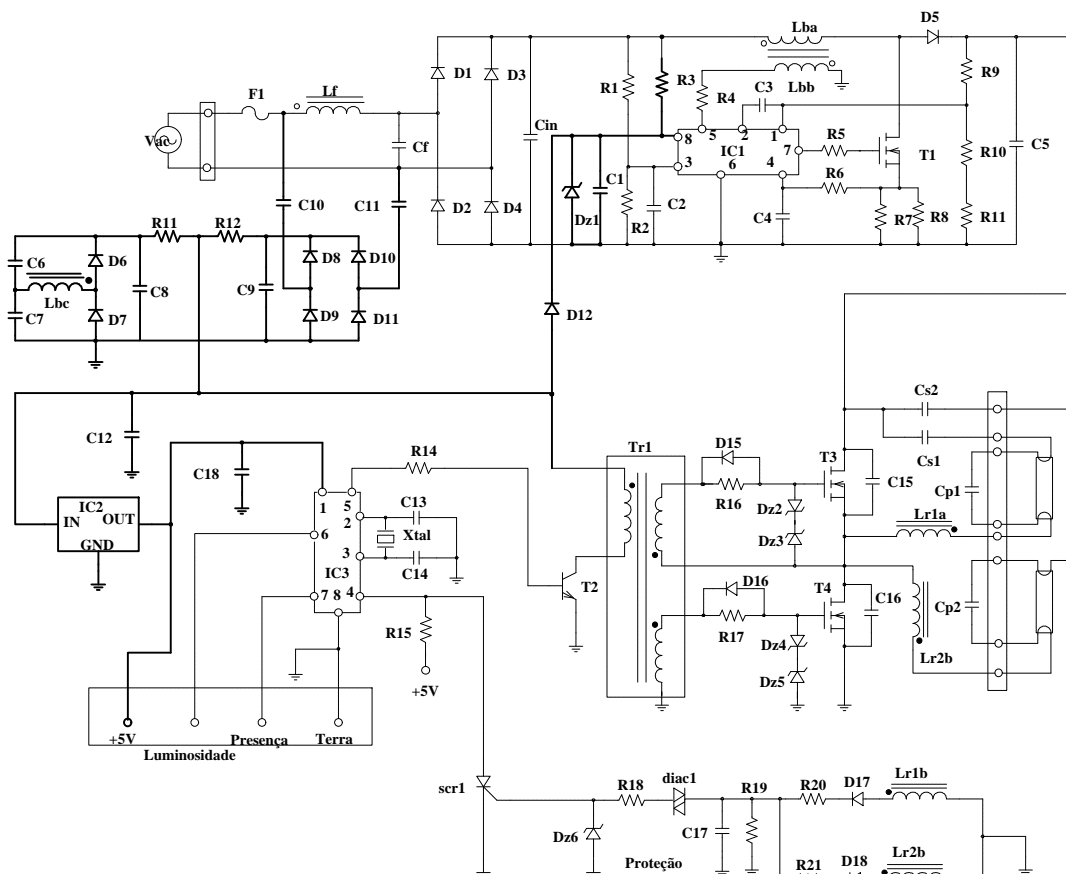 Lba
D5
D1
D3
R1
R3
Lbb
R9
F1
Lf
R4
C3
Vac
Cin
5
2
1
Cf
8
IC1
7
R5
T1
R10
C5
3
6
4
C1
R6
C10
C11
D2
D4
Dz1
R2
C2
C4
R7
R8
R11
R11
R12
C6
D6
D8
D10
Lbc
C8
C9
C7
D7
D9
D11
D12
Cs2
C12
R14
Tr1
D15
Cs1
C18
T3
IC2
IN
OUT
GND
1
5
2
C13
R16
Dz2
C15
Cp1
Lr1a
6
Xtal
3
Dz3
IC3
C14
7
8
4
T2
D16
T4
C16
Cp2
R15
R17
Dz4
Lr2b
Dz5
+5V
+5V
Luminosidade
Presença
Terra
scr1
R18
diac1
R19
R20
D17
Lr1b
Dz6
C17
Proteção
R21
D18
Lr2b